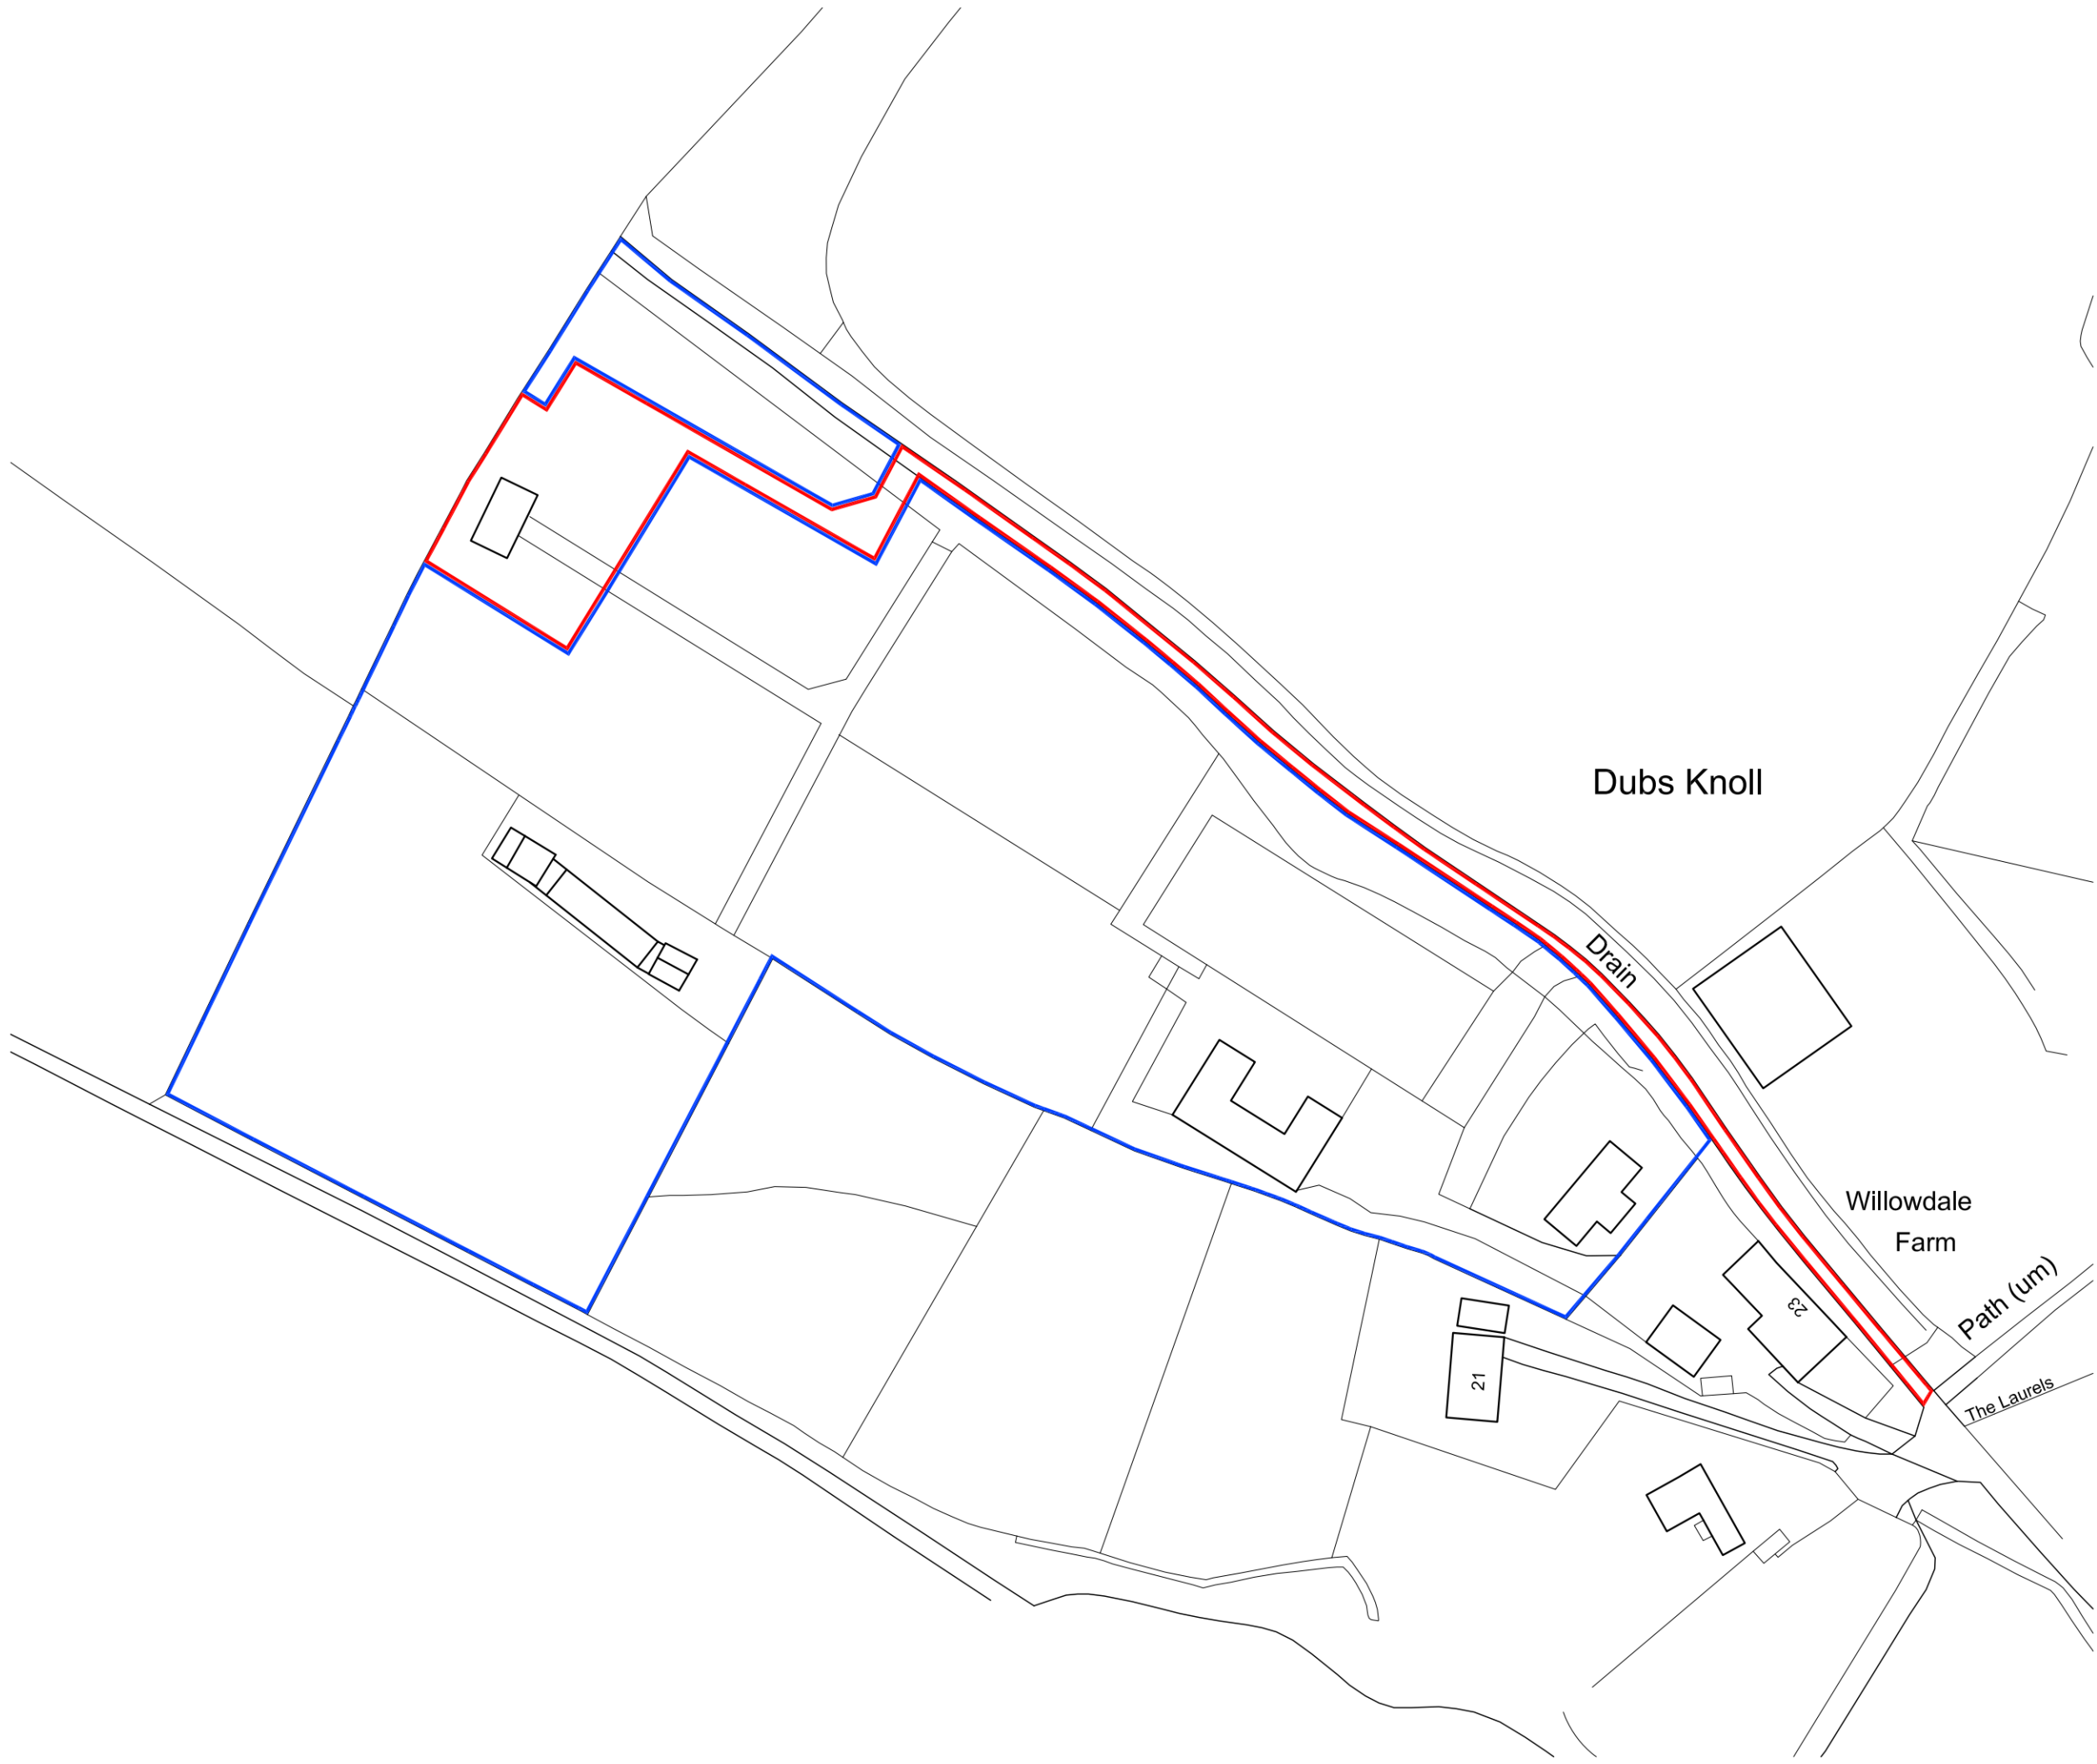 Dubs Knoll
Drain
Willowdale
Farm
Path (um)
23
The Laurels
21